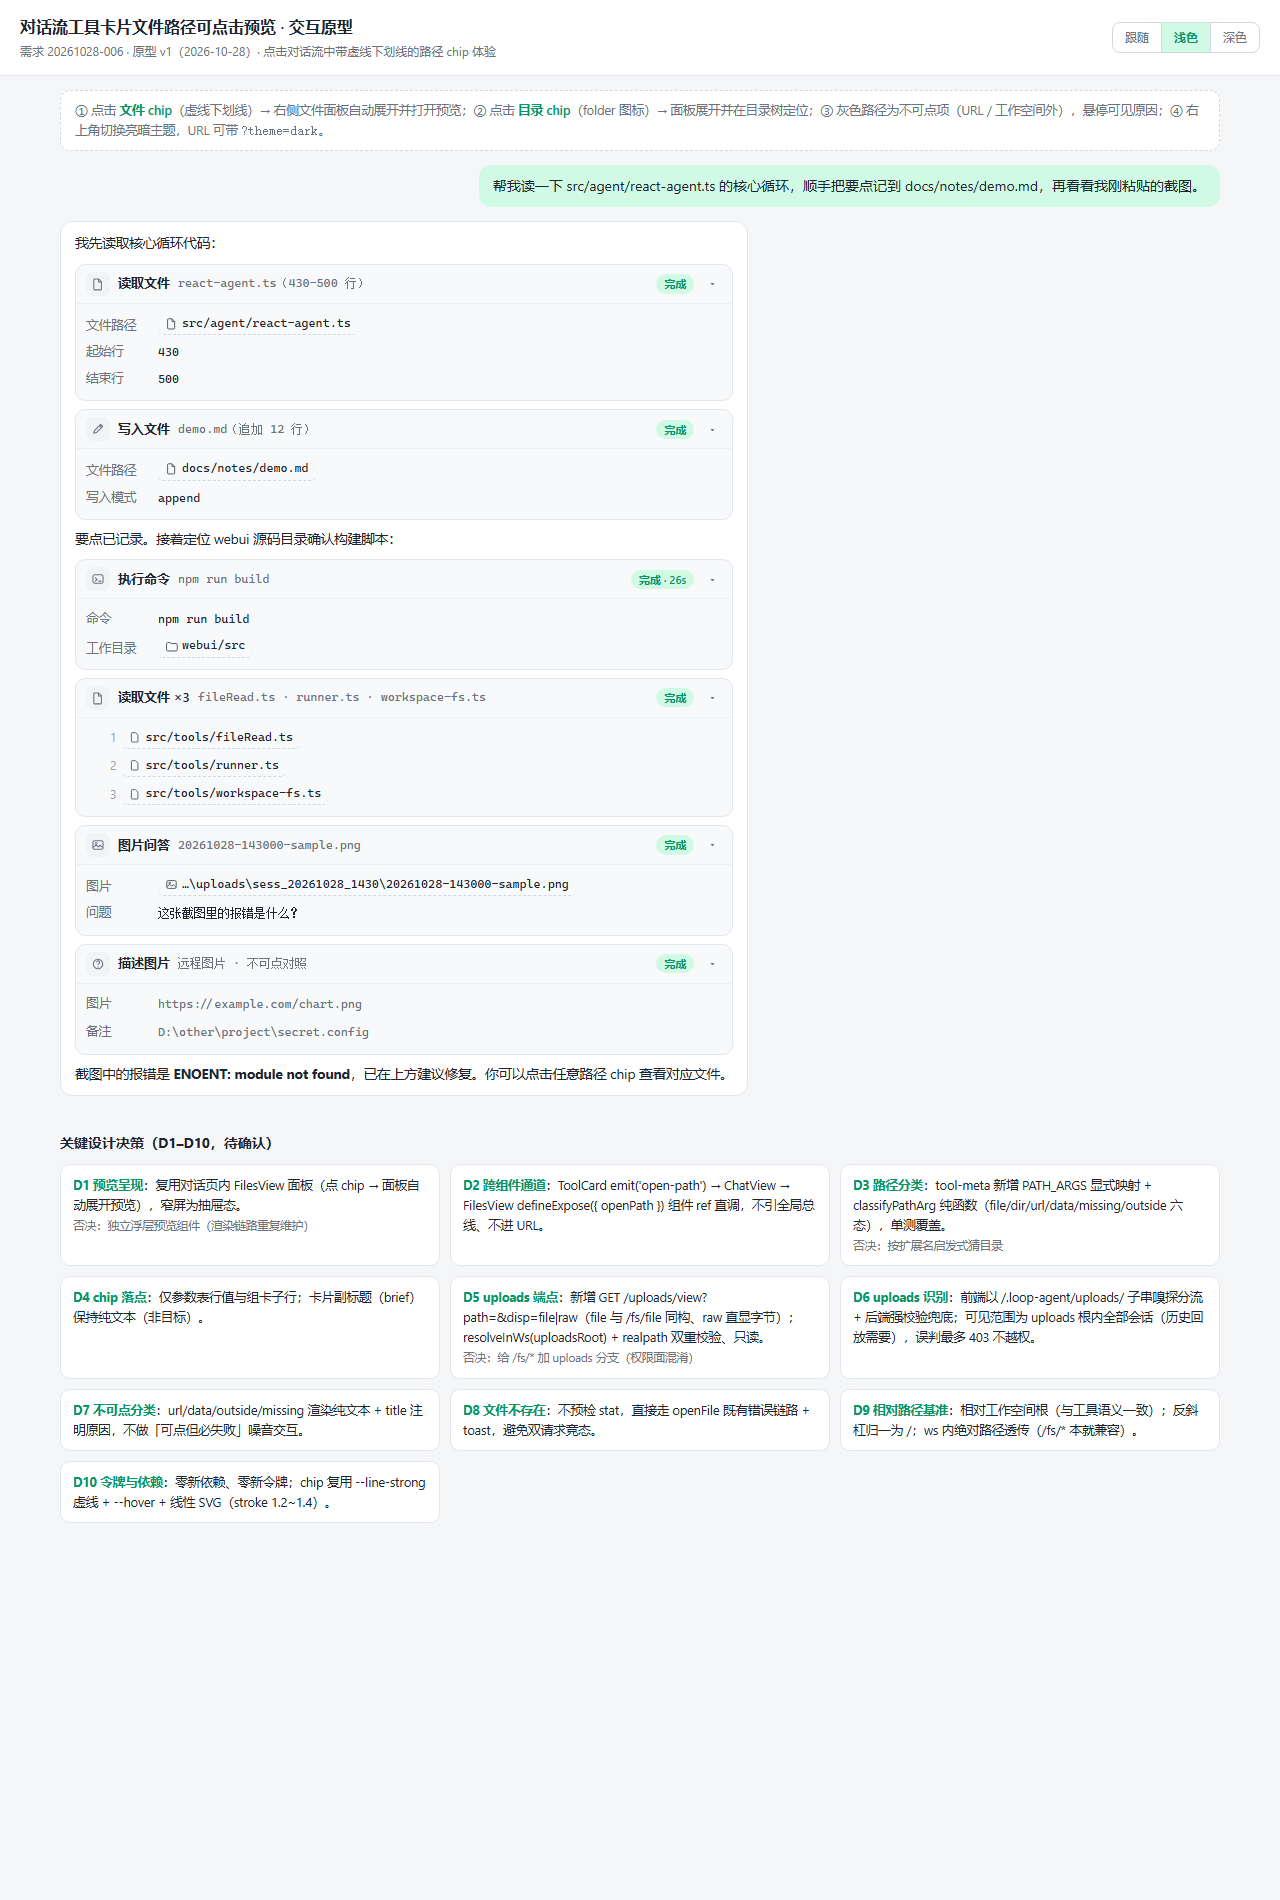 对话流工具卡片文件路径可点击预览 · 交互原型
需求 20261028-006 · 原型 v1（2026-10-28）· 点击对话流中带虚线下划线的路径 chip 体验
跟随 浅色 深色
① 点击 文件 chip（虚线下划线）→ 右侧文件面板自动展开并打开预览；② 点击 目录 chip（folder 图标）→ 面板展开并在目录树定位；③ 灰色路径为不可点项（URL / 工作空间外），悬停可见原因；④ 右
上角切换亮暗主题，URL 可带 ?theme=dark。
帮我读一下 src/agent/react-agent.ts 的核心循环，顺手把要点记到 docs/notes/demo.md，再看看我刚粘贴的截图。
我先读取核心循环代码：
读取文件 react-agent.ts（430-500 行） 完成
文件路径 src/agent/react-agent.ts
起始行 430
结束行 500
写入文件 demo.md（追加 12 行） 完成
文件路径 docs/notes/demo.md
写入模式 append
要点已记录。接着定位 webui 源码目录确认构建脚本：
执行命令 npm run build 完成 · 26s
命令 npm run build
工作目录 webui/src
读取文件 ×3 fileRead.ts · runner.ts · workspace-fs.ts 完成
1 src/tools/fileRead.ts
2 src/tools/runner.ts
3 src/tools/workspace-fs.ts
图片问答 20261028-143000-sample.png 完成
图片 …\uploads\sess_20261028_1430\20261028-143000-sample.png
问题 这张截图里的报错是什么？
描述图片 远程图片 · 不可点对照 完成
图片 https://example.com/chart.png
备注 D:\other\project\secret.config
截图中的报错是 ENOENT: module not found，已在上方建议修复。你可以点击任意路径 chip 查看对应文件。
关键设计决策（D1–D10，待确认）
D1 预览呈现：复用对话页内 FilesView 面板（点 chip → 面板自
动展开预览），窄屏为抽屉态。
否决：独立浮层预览组件（渲染链路重复维护）
D2 跨组件通道：ToolCard emit('open-path') → ChatView →
FilesView defineExpose({ openPath }) 组件 ref 直调，不引全局总
线、不进 URL。
D3 路径分类：tool-meta 新增 PATH_ARGS 显式映射 +
classifyPathArg 纯函数（file/dir/url/data/missing/outside 六
态），单测覆盖。
否决：按扩展名启发式猜目录
D4 chip 落点：仅参数表行值与组卡子行；卡片副标题（brief）
保持纯文本（非目标）。
D5 uploads 端点：新增 GET /uploads/view?
path=&disp=file|raw（file 与 /fs/file 同构、raw 直显字节）；
resolveInWs(uploadsRoot) + realpath 双重校验、只读。
否决：给 /fs/* 加 uploads 分支（权限面混淆）
D6 uploads 识别：前端以 /.loop-agent/uploads/ 子串嗅探分流
+ 后端强校验兜底；可见范围为 uploads 根内全部会话（历史回
放需要），误判最多 403 不越权。
D7 不可点分类：url/data/outside/missing 渲染纯文本 + title 注
明原因，不做「可点但必失败」噪音交互。
D8 文件不存在：不预检 stat，直接走 openFile 既有错误链路 +
toast，避免双请求竞态。
D9 相对路径基准：相对工作空间根（与工具语义一致）；反斜
杠归一为 /；ws 内绝对路径透传（/fs/* 本就兼容）。
D10 令牌与依赖：零新依赖、零新令牌；chip 复用 --line-strong
虚线 + --hover + 线性 SVG（stroke 1.2~1.4）。